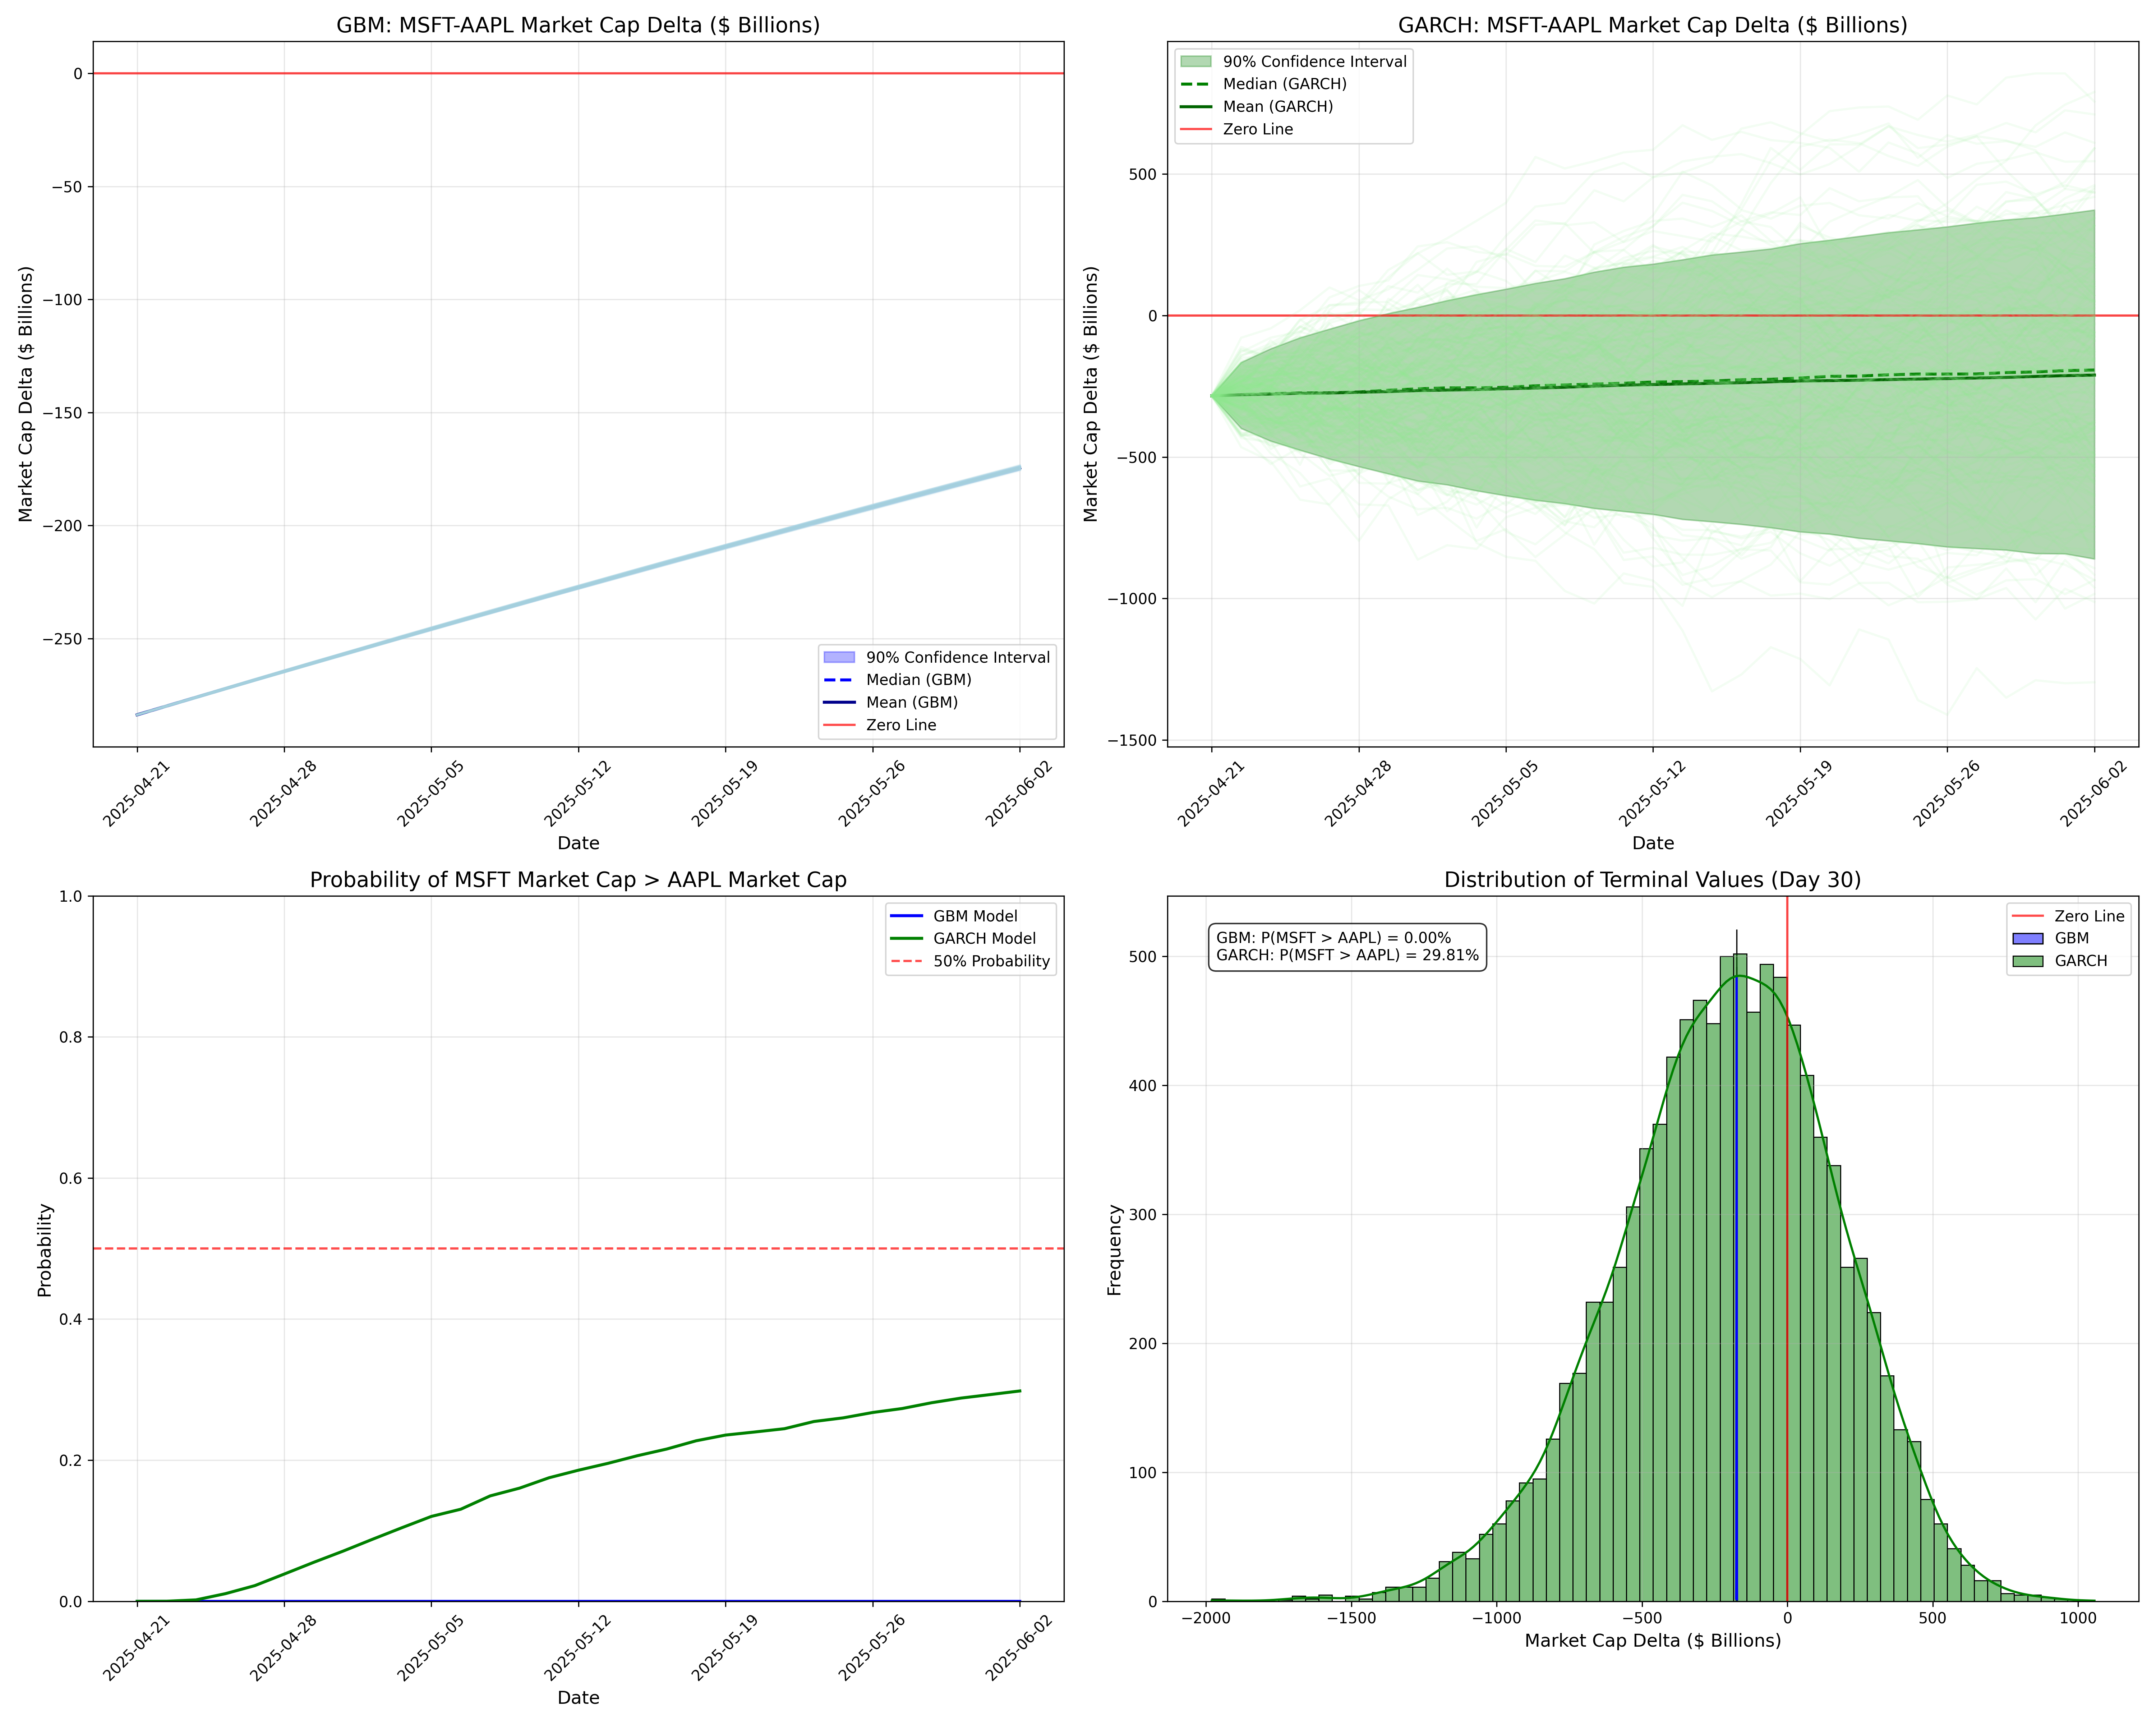 GBM: MSFT-AAPL Market Cap Delta ($ Billions)
Market Cap Delta ($ Billions)
0
−50
−100
−150
−200
−250
90% Confidence Interval
Median (GBM)
Mean (GBM)
Zero Line
2025-04-21
2025-04-28
2025-05-05
2025-05-12
2025-05-19
2025-05-26
2025-06-02
Date
GARCH: MSFT-AAPL Market Cap Delta ($ Billions)
Market Cap Delta ($ Billions)
90% Confidence Interval
Median (GARCH)
Mean (GARCH)
Zero Line
500
0
−500
−1000
−1500
2025-04-21
2025-04-28
2025-05-05
2025-05-12
2025-05-19
2025-05-26
2025-06-02
Date
Probability of MSFT Market Cap > AAPL Market Cap
Probability
1.0
0.8
0.6
0.4
0.2
0.0
GBM Model
GARCH Model
50% Probability
2025-04-21
2025-04-28
2025-05-05
2025-05-12
2025-05-19
2025-05-26
2025-06-02
Date
Distribution of Terminal Values (Day 30)
Frequency
500
400
300
200
100
0
GBM: P(MSFT > AAPL) = 0.00%
GARCH: P(MSFT > AAPL) = 29.81%
Zero Line
GBM
GARCH
−2000
−1500
−1000
−500
0
500
1000
Market Cap Delta ($ Billions)